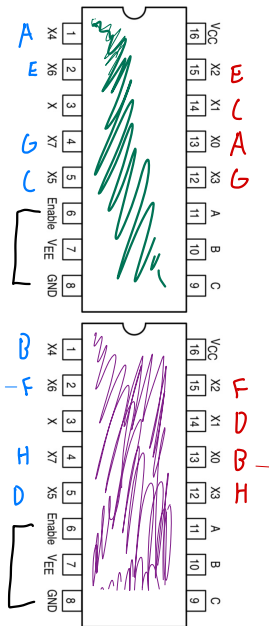 A X4 1 16 VCC
E X6 2 15 X2 E
X 3 14 X1 C
G X7 4 13 X0 A
C X5 5 12 X3 G
Enable 6 11 A
VEE 7 10 B
GND 8 9 C
B X4 1 16 VCC
-F X6 2 15 X2 F
X 3 14 X1 D
H X7 4 13 X0 B-
D X5 5 12 X3 H
Enable 6 11 A
VEE 7 10 B
GND 8 9 C